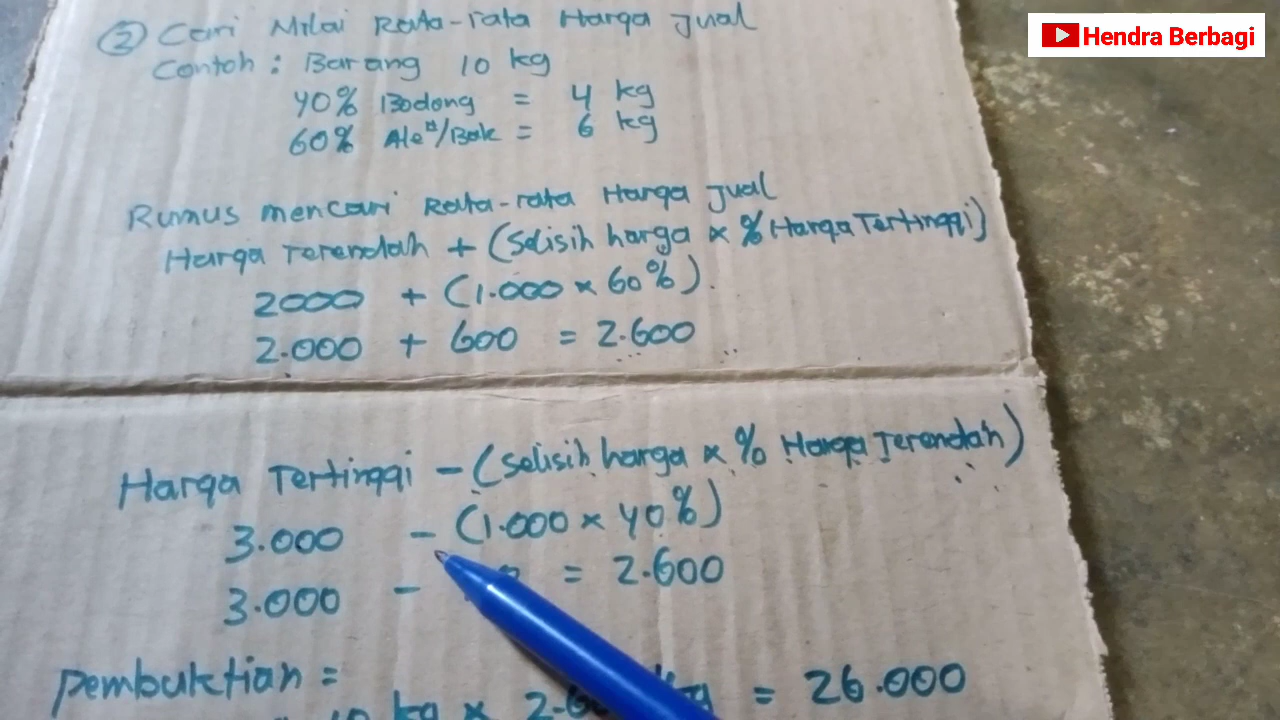 Hendra Berbagi
② Cari Nilai Rata-rata Harga Jual
Contoh : Barang 10 kg
40% Bodong = 4 kg
60% Ale²/Bak = 6 kg
Rumus mencari Rata-rata Harga Jual
Harga Terendah + (Selisih harga × % Harga Tertinggi)
2000 + (1.000 × 60%).
2.000 + 600 = 2.600
Harga Tertinggi - (Selisih harga × % Harga Terendah)
3.000 - (1.000 × 40%)
3.000 - = 2.600
Pembuktian =
10 kg × = 26.000